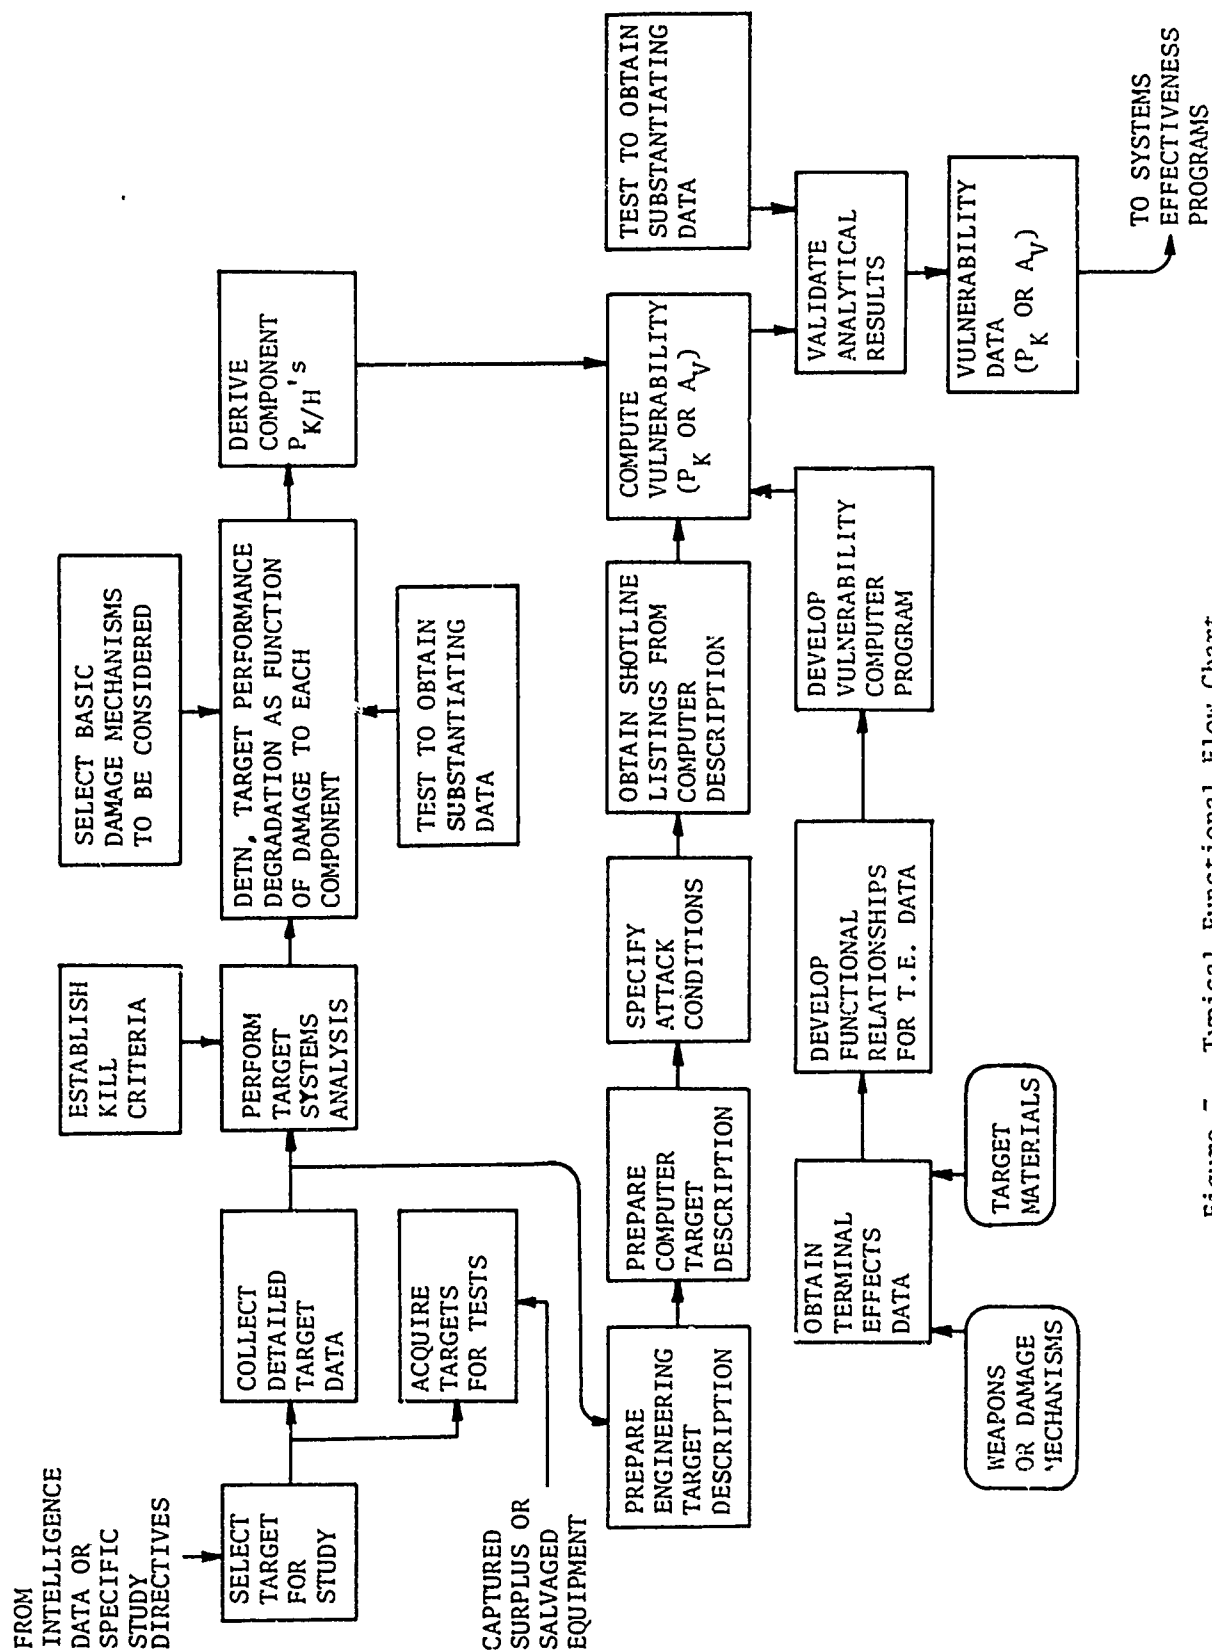 FROM
INTELLIGENCE
DATA OR
SPECIFIC
STUDY
DIRECTIVES
SELECT
TARGET
FOR
STUDY
COLLECT
DETAILED
TARGET
DATA
ACQUIRE
TARGETS
FOR TESTS
CAPTURED
SURPLUS OR
SALVAGED
EQUIPMENT
ESTABLISH
KILL
CRITERIA
PERFORM
TARGET
SYSTEMS
ANALYSIS
SELECT BASIC
DAMAGE MECHANISMS
TO BE CONSIDERED
DETN, TARGET PERFORMANCE
DEGRADATION AS FUNCTION
OF DAMAGE TO EACH
COMPONENT
TEST TO OBTAIN
SUBSTANTIATING
DATA
DERIVE
COMPONENT
P_K/H's
PREPARE
ENGINEERING
TARGET
DESCRIPTION
PREPARE
COMPUTER
TARGET
DESCRIPTION
SPECIFY
ATTACK
CONDITIONS
OBTAIN SHOTLINE
LISTINGS FROM
COMPUTER
DESCRIPTION
COMPUTE
VULNERABILITY
(P_K OR A_V)
TEST TO OBTAIN
SUBSTANTIATING
DATA
WEAPONS
OR DAMAGE
MECHANISMS
TARGET
MATERIALS
OBTAIN
TERMINAL
EFFECTS
DATA
DEVELOP
FUNCTIONAL
RELATIONSHIPS
FOR T.E. DATA
DEVELOP
VULNERABILITY
COMPUTER
PROGRAM
VALIDATE
ANALYTICAL
RESULTS
VULNERABILITY
DATA
(P_K OR A_V)
TO SYSTEMS
EFFECTIVENESS
PROGRAMS
Functional Flow Chart